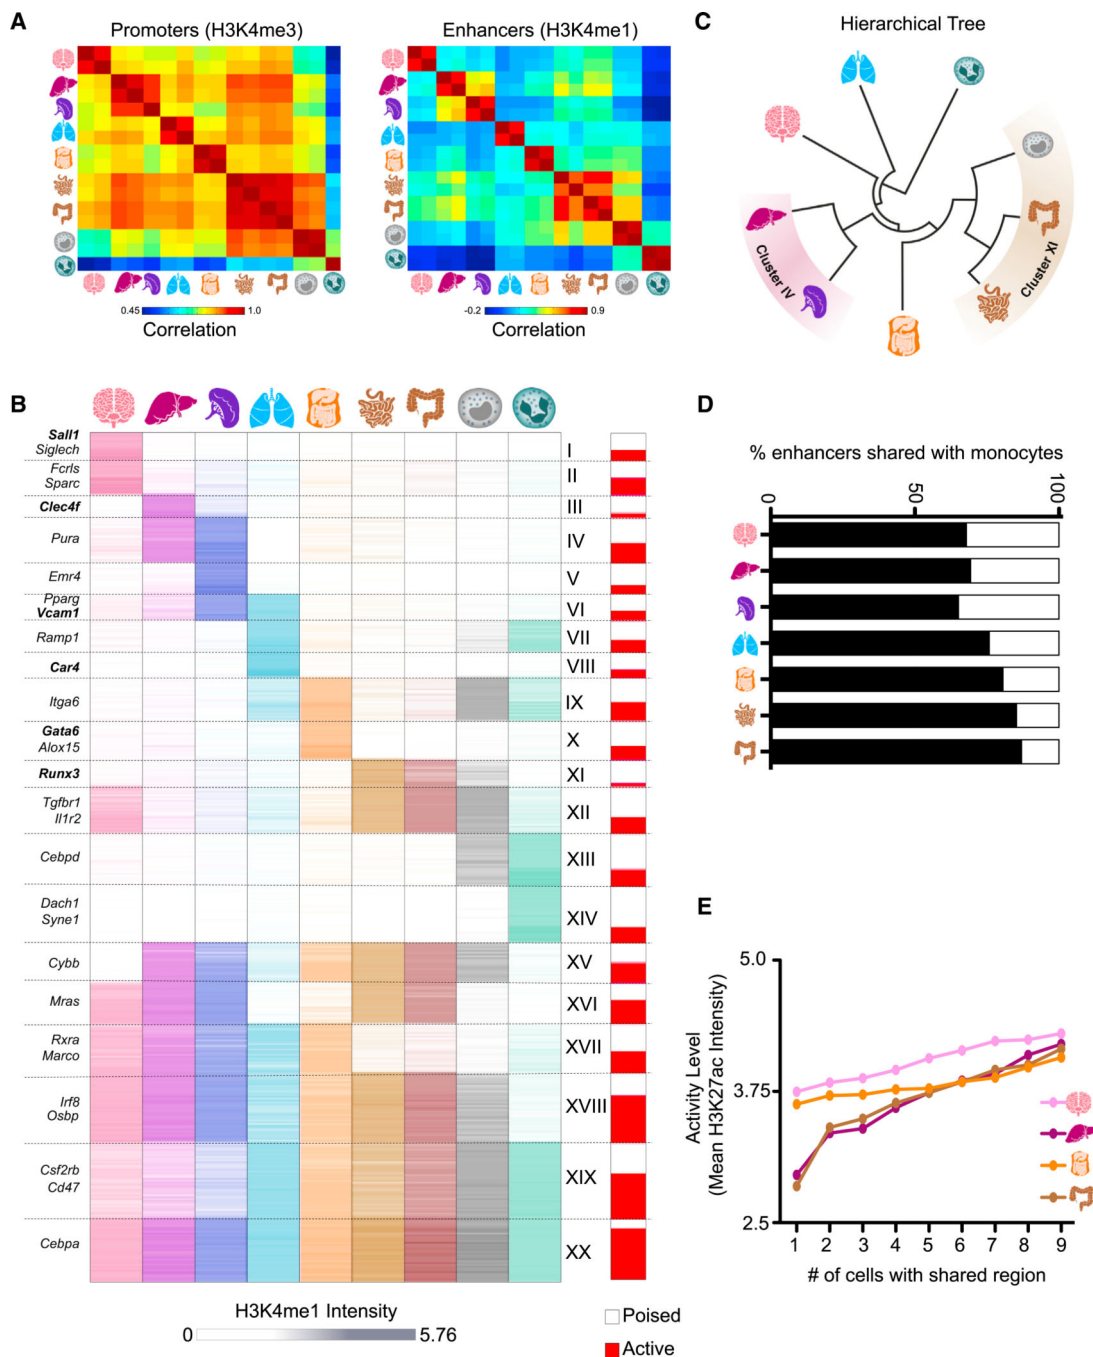 A
Promoters (H3K4me3)
Enhancers (H3K4me1)
0.45
1.0
Correlation
-0.2
0.9
Correlation
C
Hierarchical Tree
Cluster IV
Cluster XI
B
Sall1
Siglech
I
Fcrls
Sparc
II
Clec4f
III
Pura
IV
Emr4
V
Pparg
Vcam1
VI
Ramp1
VII
Car4
VIII
Itga6
IX
Gata6
Alox15
X
Runx3
XI
Tgfbr1
Il1r2
XII
Cebpd
XIII
Dach1
Syne1
XIV
Cybb
XV
Mras
XVI
Rxra
Marco
XVII
Irf8
Osbp
XVIII
Csf2rb
Cd47
XIX
Cebpa
XX
H3K4me1 Intensity
0
5.76
Poised
Active
D
% enhancers shared with monocytes
0
50
100
E
Activity Level
(Mean H3K27ac Intensity)
5.0
3.75
2.5
1 2 3 4 5 6 7 8 9
# of cells with shared region